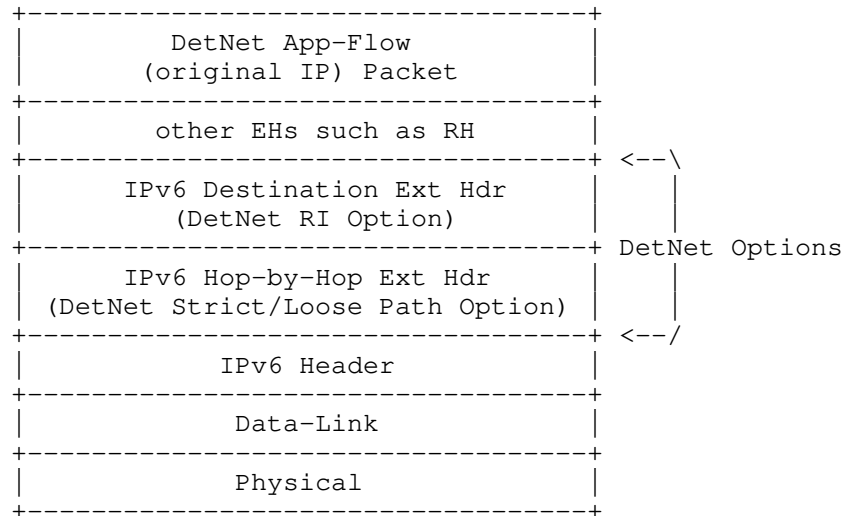 +-----------------------------------+
|         DetNet App-Flow           |
|       (original IP) Packet        |
+-----------------------------------+
|        other EHs such as RH       |
+-----------------------------------+ <--\
|      IPv6 Destination Ext Hdr     |    |
|         (DetNet RI Option)        |    |
+-----------------------------------+ DetNet Options
|      IPv6 Hop-by-Hop Ext Hdr      |    |
| (DetNet Strict/Loose Path Option) |    |
+-----------------------------------+ <--/
|            IPv6 Header            |
+-----------------------------------+
|             Data-Link             |
+-----------------------------------+
|             Physical              |
+-----------------------------------+